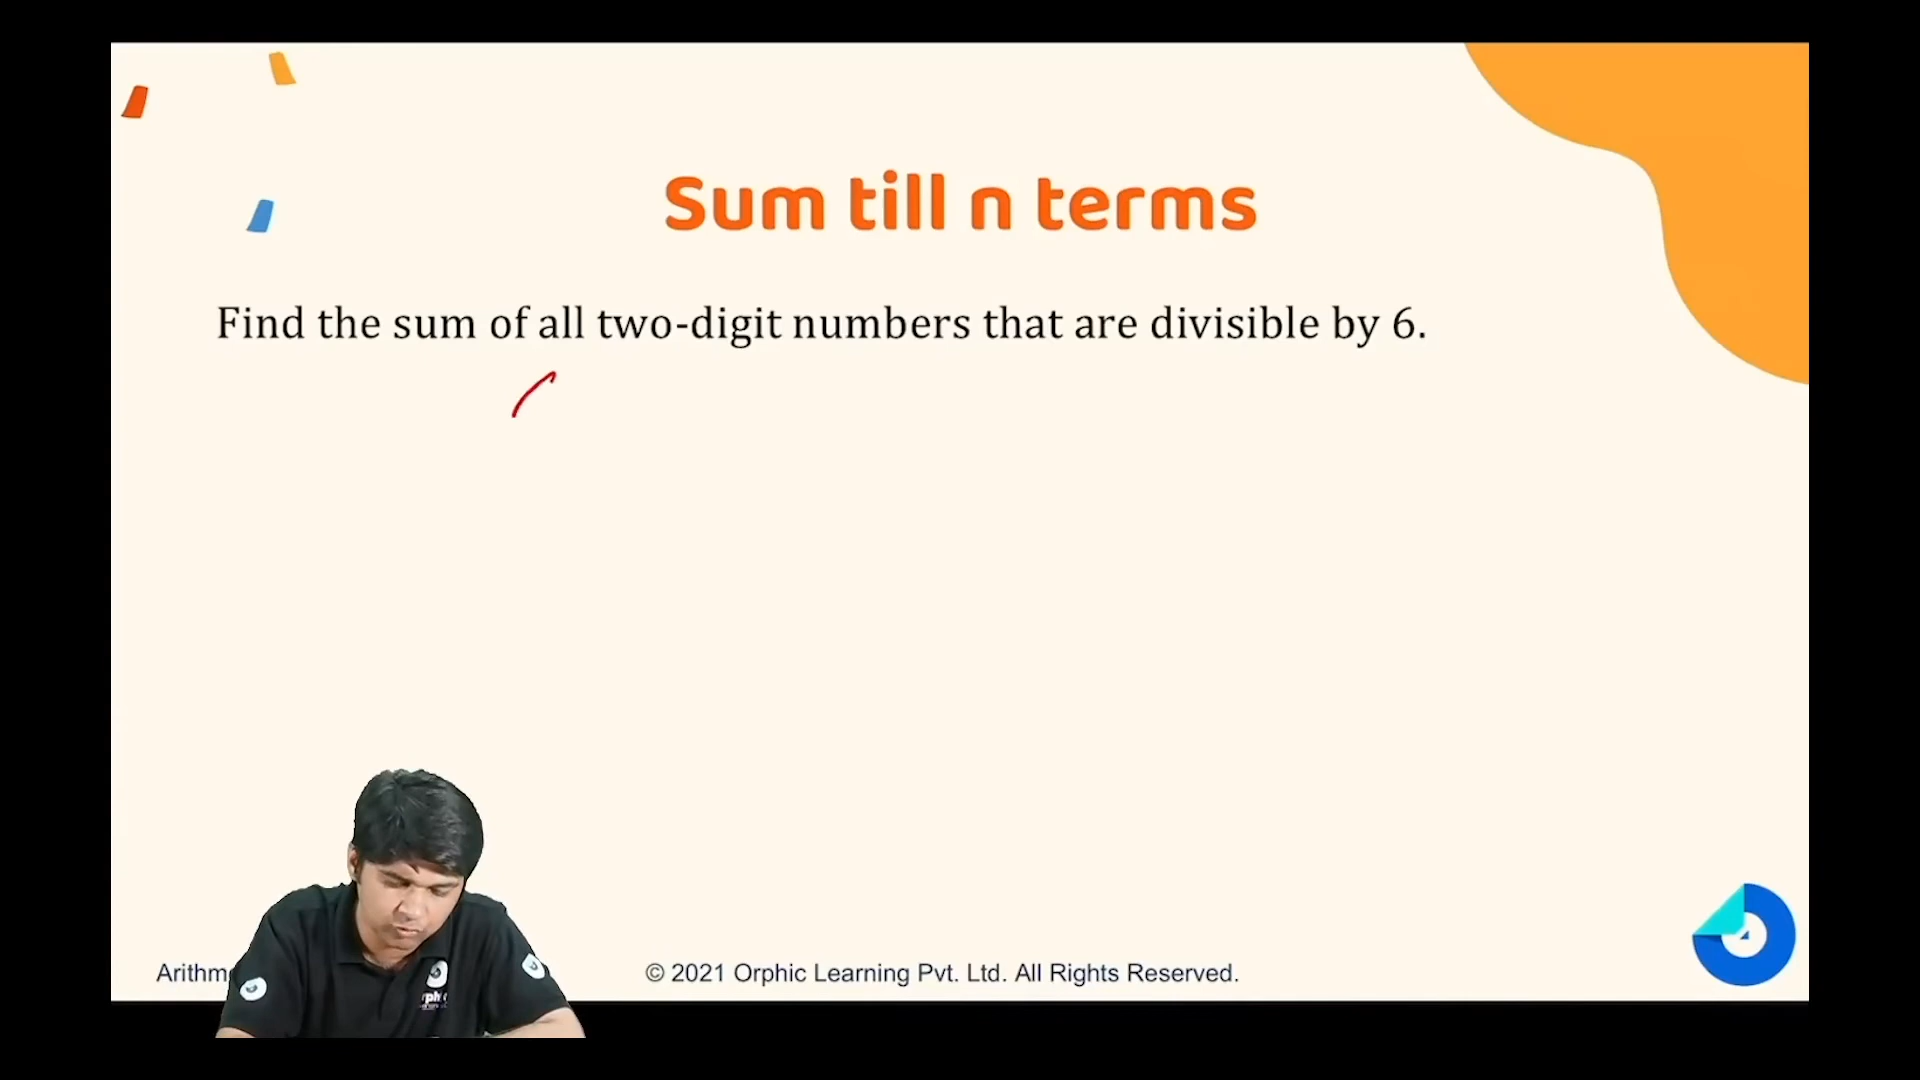 Sum till n terms
Find the sum of all two-digit numbers that are divisible by 6.
© 2021 Orphic Learning Pvt. Ltd. All Rights Reserved.